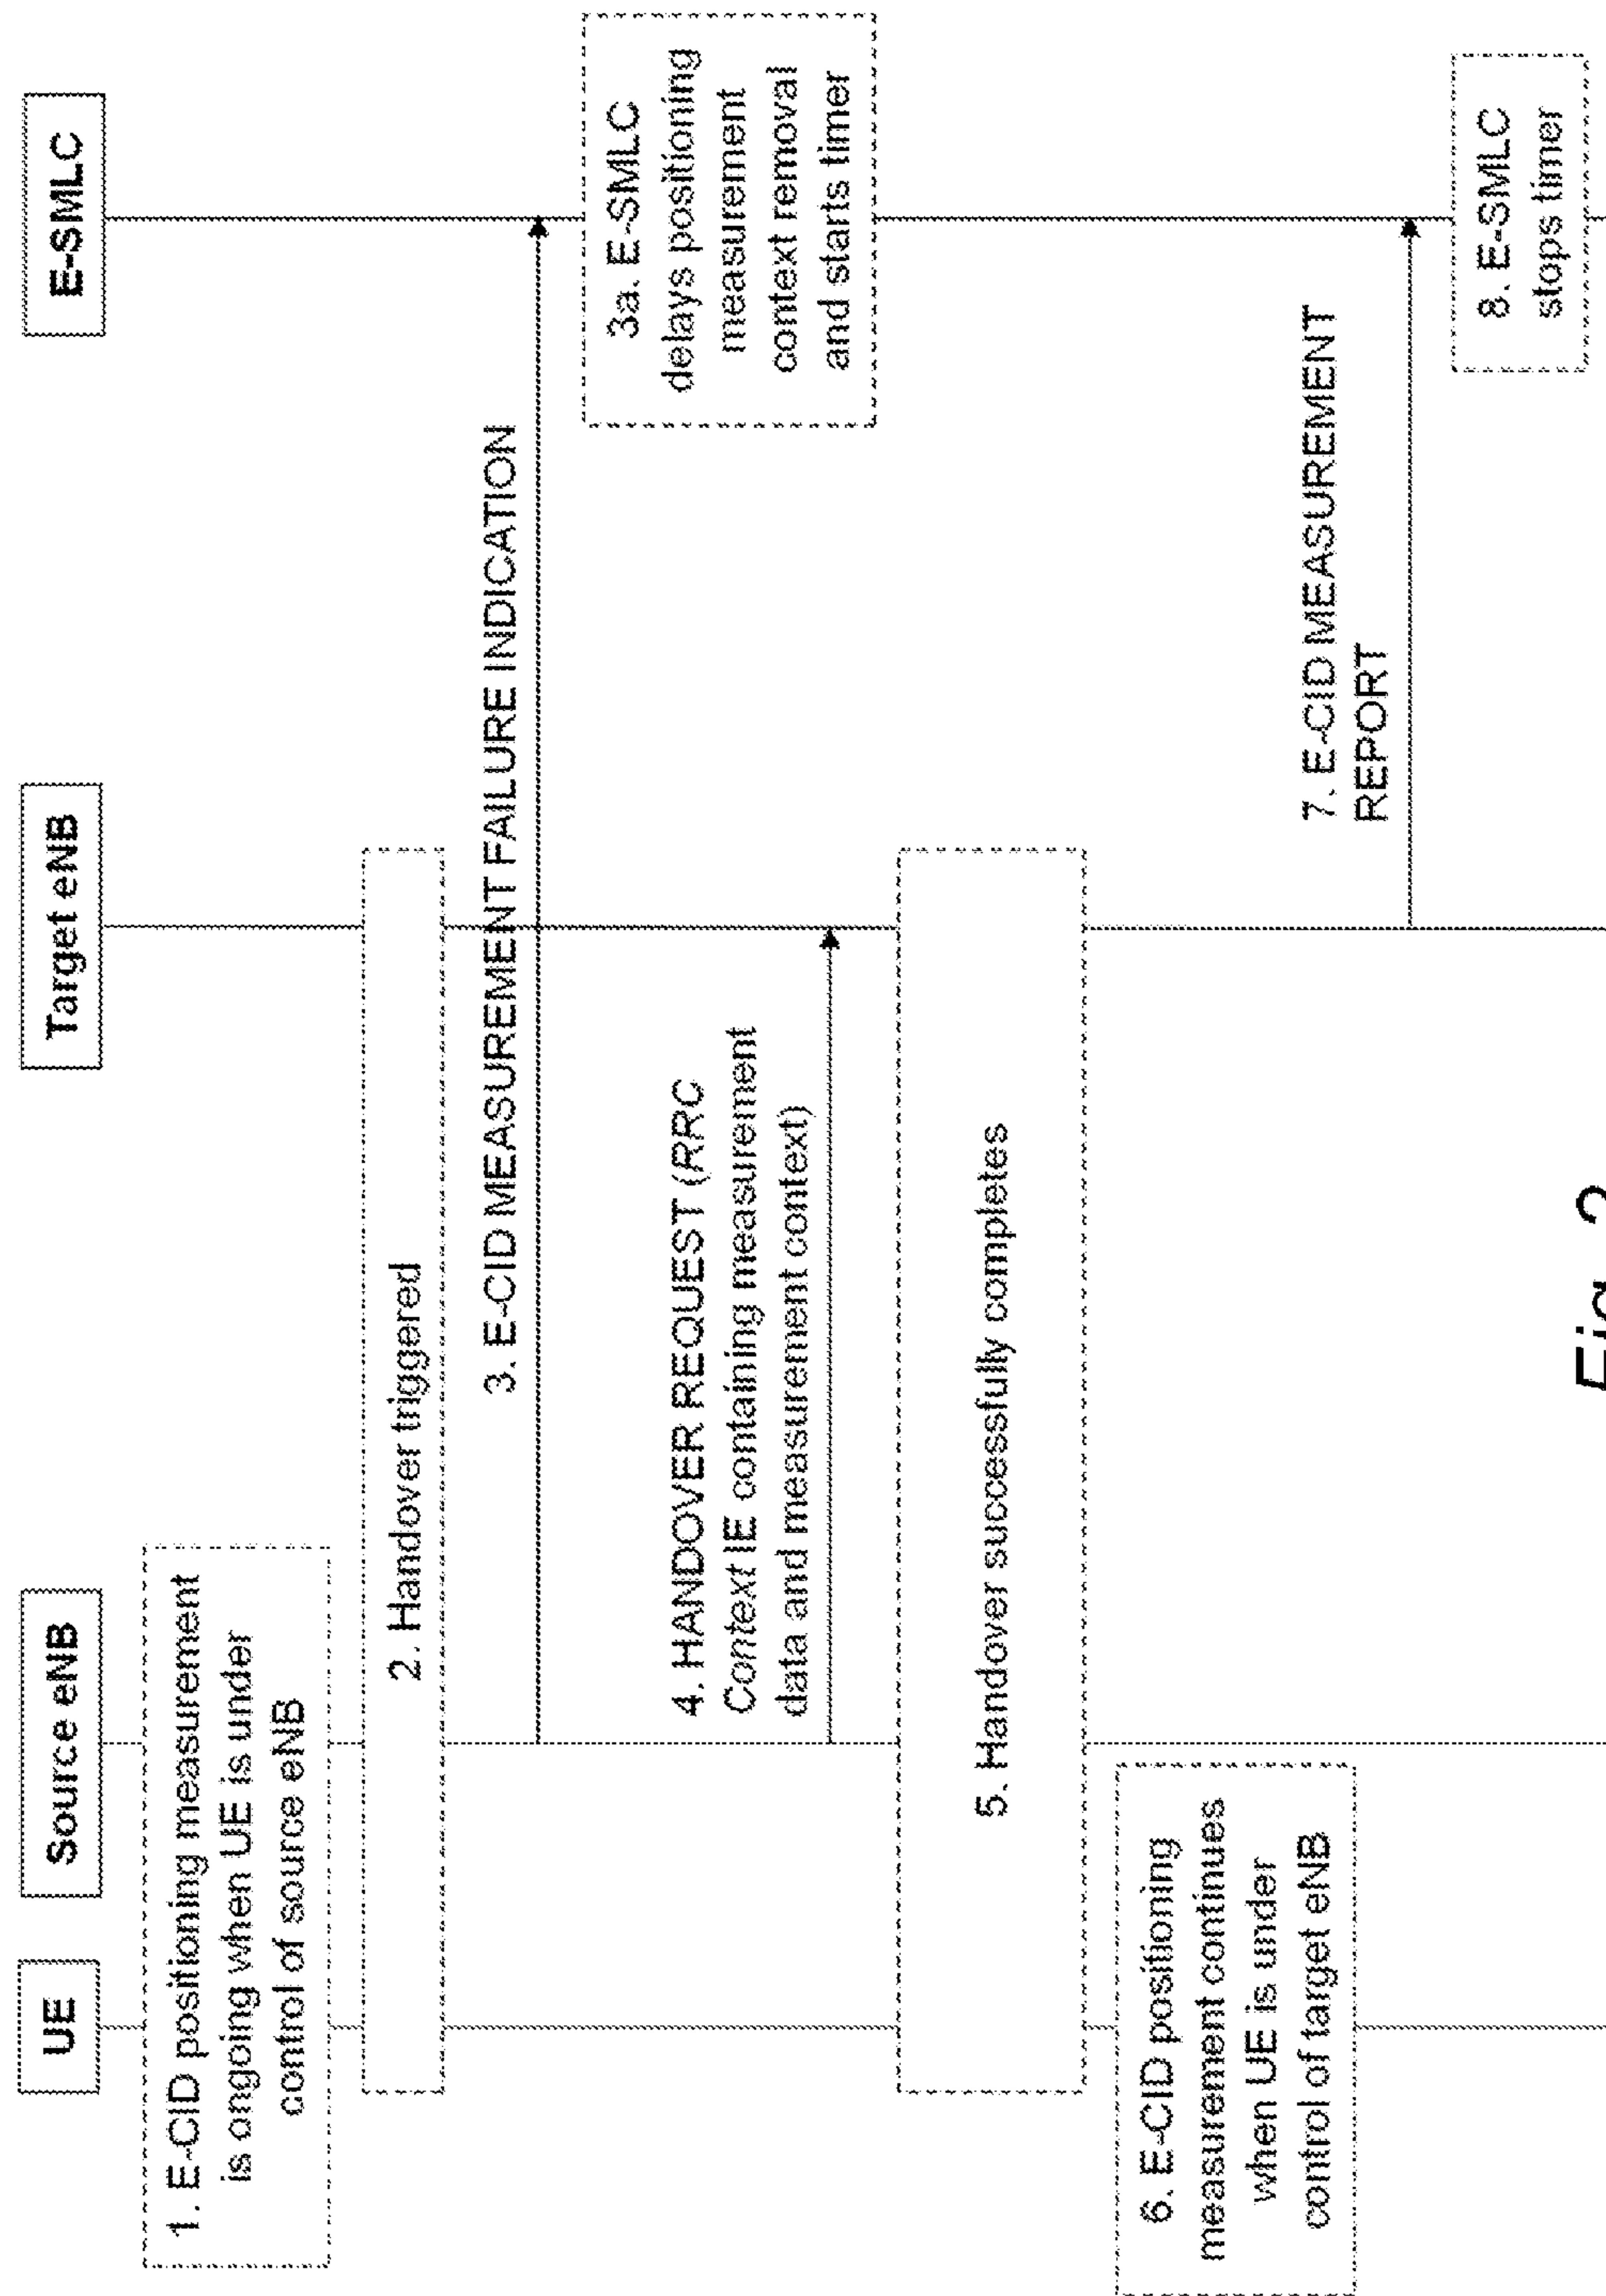 UE
Source eNB
Target eNB
E-SMLC
1. E-CID positioning measurement
is ongoing when UE is under
control of source eNB
2. Handover triggered
3. E-CID MEASUREMENT FAILURE INDICATION
3a. E-SMLC
delays positioning
measurement
context removal
and starts timer
4. HANDOVER REQUEST (RRC
Context IE containing measurement
data and measurement context)
5. Handover successfully completes
6. E-CID positioning
measurement continues
when UE is under
control of target eNB
7. E-CID MEASUREMENT
REPORT
8. E-SMLC
stops timer
Fig. 2